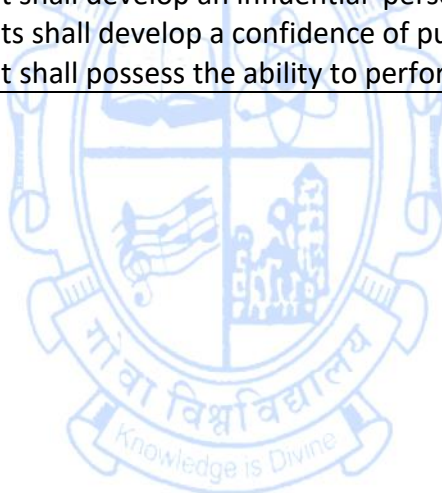 t shall develop an influential perso
ts shall develop a confidence of pu
t shall possess the ability to perfor
गोंवा विश्वविद्यालय
Knowledge is Divine